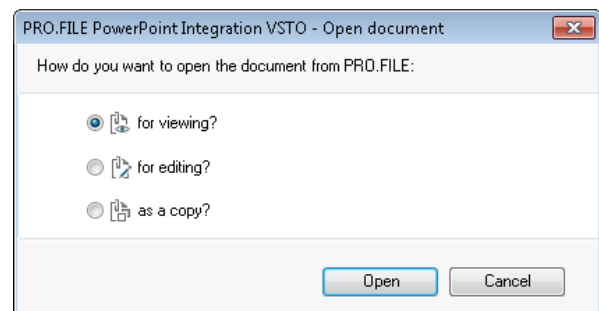 PRO.FILE PowerPoint Integration VSTO - Open document
How do you want to open the document from PRO.FILE:
for viewing?
for editing?
as a copy?
Open Cancel